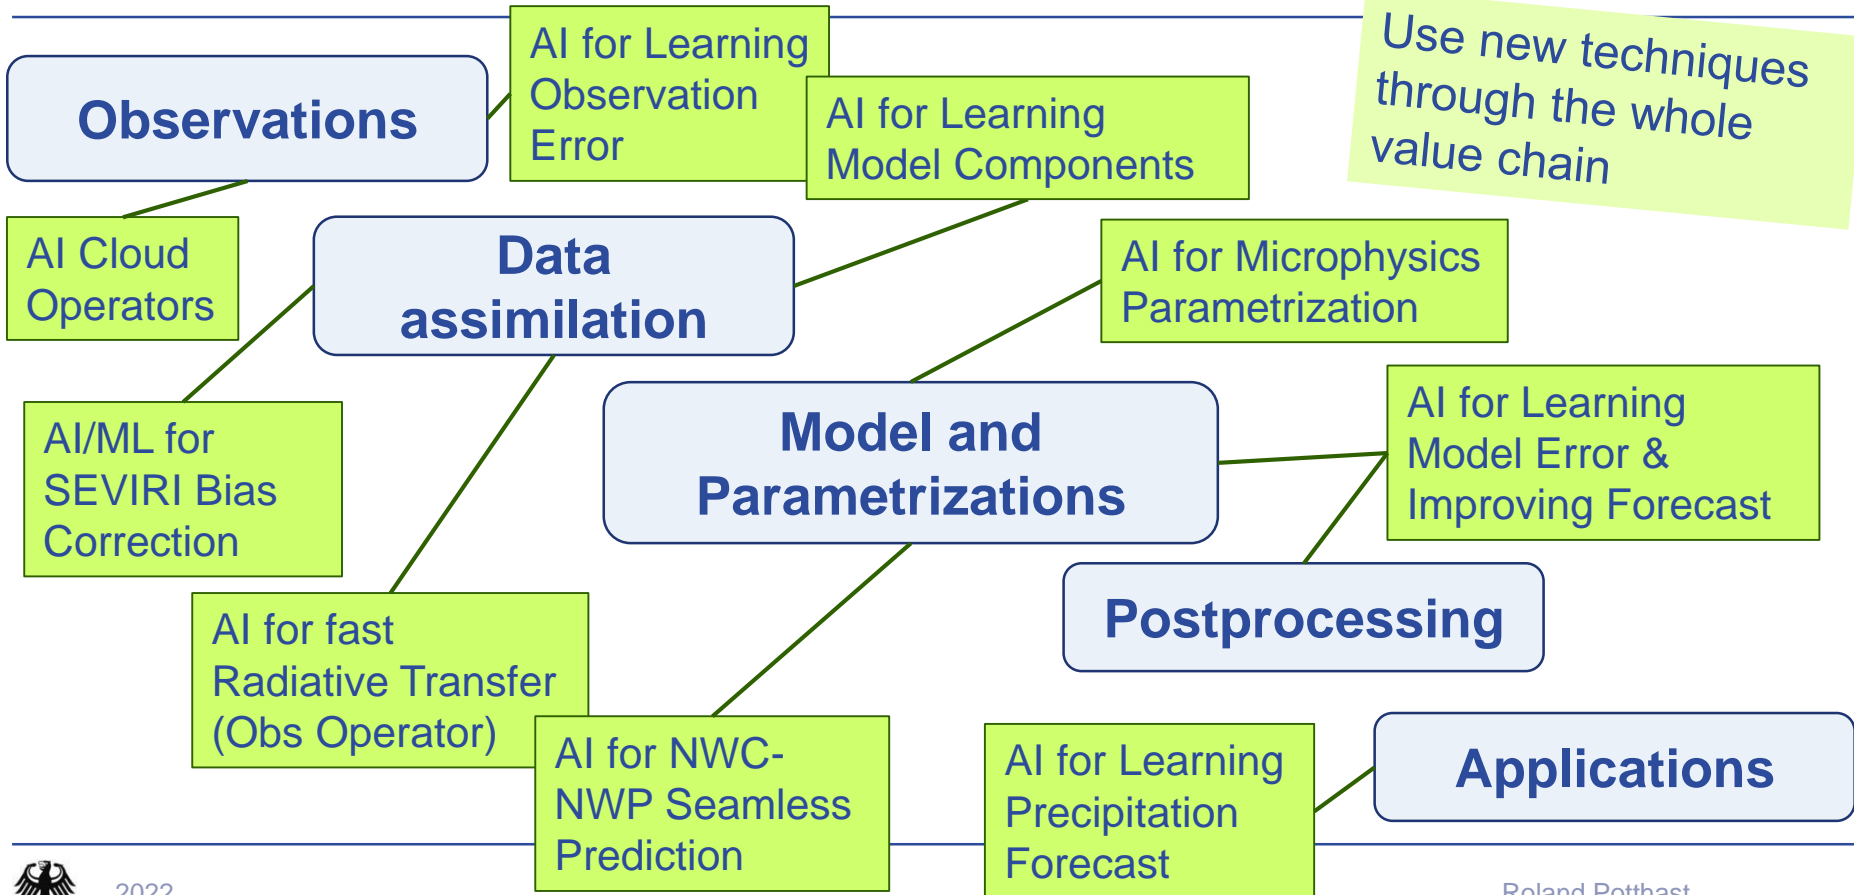 AI for Learning
Observation
Error
Use new techniques
through the whole
value chain
Observations
AI for Learning
Model Components
AI Cloud
Operators
Data
assimilation
AI for Microphysics
Parametrization
AI/ML for
SEVIRI Bias
Correction
Model and
Parametrizations
AI for Learning
Model Error &
Improving Forecast
AI for fast
Radiative Transfer
(Obs Operator)
Postprocessing
AI for NWC-
NWP Seamless
Prediction
AI for Learning
Precipitation
Forecast
Applications
2022
Roland Potthast